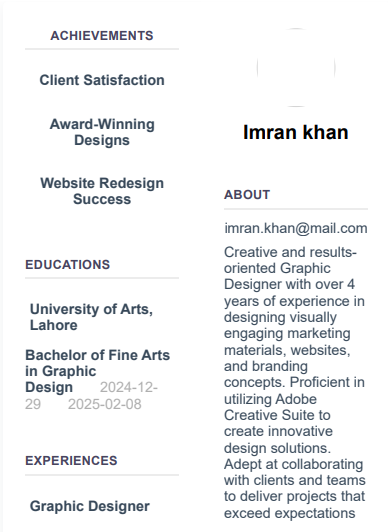 ACHIEVEMENTS
Client Satisfaction
Award-Winning
Designs
Website Redesign
Success
EDUCATIONS
University of Arts,
Lahore
Bachelor of Fine Arts
in Graphic
Design 2024-12-
29 2025-02-08
EXPERIENCES
Graphic Designer
Imran khan
ABOUT
imran.khan@mail.com
Creative and results-
oriented Graphic
Designer with over 4
years of experience in
designing visually
engaging marketing
materials, websites,
and branding
concepts. Proficient in
utilizing Adobe
Creative Suite to
create innovative
design solutions.
Adept at collaborating
with clients and teams
to deliver projects that
exceed expectations